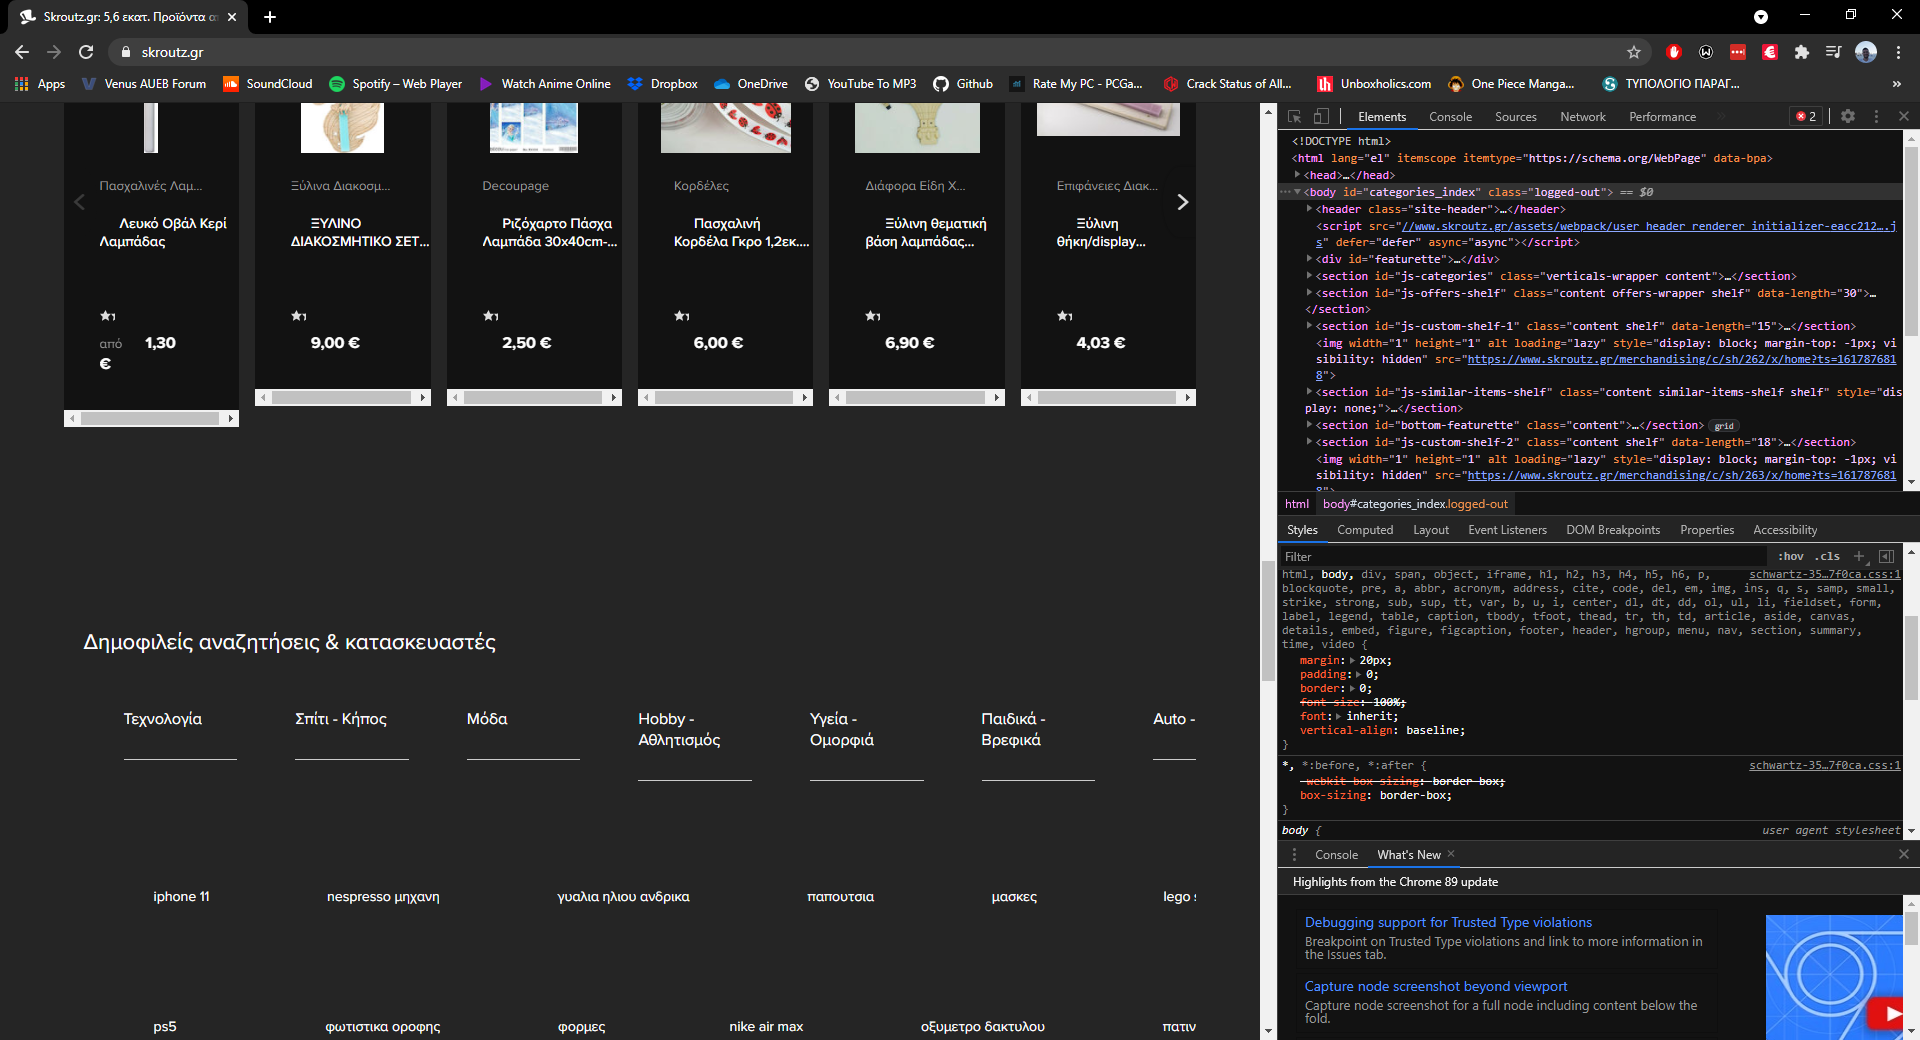 Skroutz.gr: 5,6 εκατ. Προϊόντα α
skroutz.gr
Apps
Venus AUEB Forum
SoundCloud
Spotify – Web Player
Watch Anime Online
Dropbox
OneDrive
YouTube To MP3
Github
Rate My PC - PCGa...
Crack Status of All...
Unboxholics.com
One Piece Manga...
ΤΥΠΟΛΟΓΙΟ ΠΑΡΑΓ...
»
Πασχαλινές Λαμ...
Ξύλινα Διακοσμ...
Decoupage
Κορδέλες
Διάφορα Είδη Χ...
Επιφάνειες Διακ...
Λευκό Οβάλ Κερί
Λαμπάδας
ΞΥΛΙΝΟ
ΔΙΑΚΟΣΜΗΤΙΚΟ ΣΕΤ...
Ριζόχαρτο Πάσχα
Λαμπάδα 30x40cm-...
Πασχαλινή
Κορδέλα Γκρο 1,2εκ....
Ξύλινη θεματική
βάση λαμπάδας...
Ξύλινη
θήκη/display...
από 1,30
€
9,00 €
2,50 €
6,00 €
6,90 €
4,03 €
Δημοφιλείς αναζητήσεις & κατασκευαστές
Τεχνολογία
Σπίτι - Κήπος
Μόδα
Hobby -
Αθλητισμός
Υγεία -
Ομορφιά
Παιδικά -
Βρεφικά
Auto -
iphone 11
nespresso μηχανη
γυαλια ηλιου ανδρικα
παπουτσια
μασκες
lego s
ps5
φωτιστικα οροφης
φορμες
nike air max
οξυμετρο δακτυλου
πατιν
Elements
Console
Sources
Network
Performance
»
2
<!DOCTYPE html>
<html lang="el" itemscope itemtype="https://schema.org/WebPage" data-bpa>
<head>…</head>
<body id="categories_index" class="logged-out"> == $0
<header class="site-header">…</header>
<script src="//www.skroutz.gr/assets/webpack/user_header_renderer_initializer-eacc212….j
s" defer="defer" async="async"></script>
<div id="featurette">…</div>
<section id="js-categories" class="verticals-wrapper content">…</section>
<section id="js-offers-shelf" class="content offers-wrapper shelf" data-length="30">…
</section>
<section id="js-custom-shelf-1" class="content shelf" data-length="15">…</section>
<img width="1" height="1" alt loading="lazy" style="display: block; margin-top: -1px; vi
sibility: hidden" src="https://www.skroutz.gr/merchandising/c/sh/262/x/home?ts=161787681
8">
<section id="js-similar-items-shelf" class="content similar-items-shelf shelf" style="dis
play: none;">…</section>
<section id="bottom-featurette" class="content">…</section> grid
<section id="js-custom-shelf-2" class="content shelf" data-length="18">…</section>
<img width="1" height="1" alt loading="lazy" style="display: block; margin-top: -1px; vi
sibility: hidden" src="https://www.skroutz.gr/merchandising/c/sh/263/x/home?ts=161787681
8">
html body#categories_index.logged-out
Styles
Computed
Layout
Event Listeners
DOM Breakpoints
Properties
Accessibility
Filter
:hov .cls
html, body, div, span, object, iframe, h1, h2, h3, h4, h5, h6, p, schwartz-35…7f0ca.css:1
blockquote, pre, a, abbr, acronym, address, cite, code, del, em, img, ins, q, s, samp, small,
strike, strong, sub, sup, tt, var, b, u, i, center, dl, dt, dd, ol, ul, li, fieldset, form,
label, legend, table, caption, tbody, tfoot, thead, tr, th, td, article, aside, canvas,
details, embed, figure, figcaption, footer, header, hgroup, menu, nav, section, summary,
time, video {
margin: 20px;
padding: 0;
border: 0;
font-size: 100%;
font: inherit;
vertical-align: baseline;
}
*, *:before, *:after { schwartz-35…7f0ca.css:1
-webkit-box-sizing: border-box;
box-sizing: border-box;
}
body { user agent stylesheet
Console
What's New
Highlights from the Chrome 89 update
Debugging support for Trusted Type violations
Breakpoint on Trusted Type violations and link to more information in
the Issues tab.
Capture node screenshot beyond viewport
Capture node screenshot for a full node including content below the
fold.